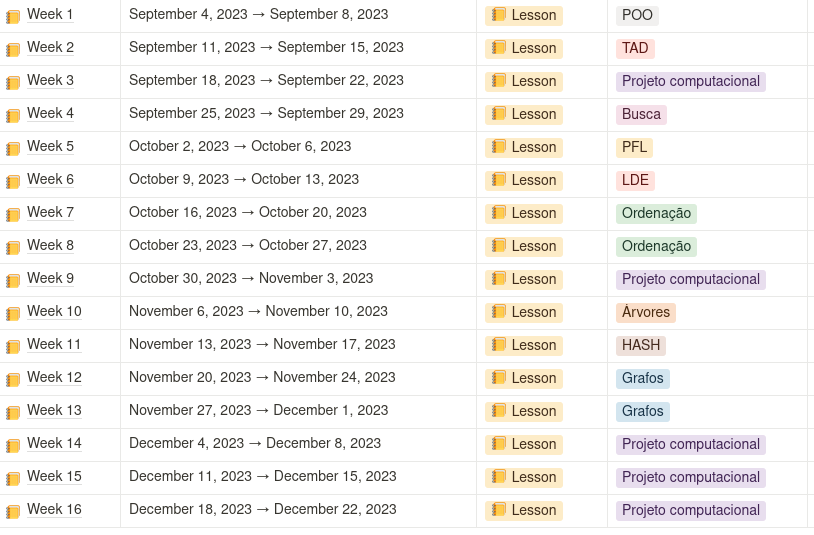 Week 1 September 4, 2023 → September 8, 2023 Lesson POO
Week 2 September 11, 2023 → September 15, 2023 Lesson TAD
Week 3 September 18, 2023 → September 22, 2023 Lesson Projeto computacional
Week 4 September 25, 2023 → September 29, 2023 Lesson Busca
Week 5 October 2, 2023 → October 6, 2023 Lesson PFL
Week 6 October 9, 2023 → October 13, 2023 Lesson LDE
Week 7 October 16, 2023 → October 20, 2023 Lesson Ordenação
Week 8 October 23, 2023 → October 27, 2023 Lesson Ordenação
Week 9 October 30, 2023 → November 3, 2023 Lesson Projeto computacional
Week 10 November 6, 2023 → November 10, 2023 Lesson Árvores
Week 11 November 13, 2023 → November 17, 2023 Lesson HASH
Week 12 November 20, 2023 → November 24, 2023 Lesson Grafos
Week 13 November 27, 2023 → December 1, 2023 Lesson Grafos
Week 14 December 4, 2023 → December 8, 2023 Lesson Projeto computacional
Week 15 December 11, 2023 → December 15, 2023 Lesson Projeto computacional
Week 16 December 18, 2023 → December 22, 2023 Lesson Projeto computacional